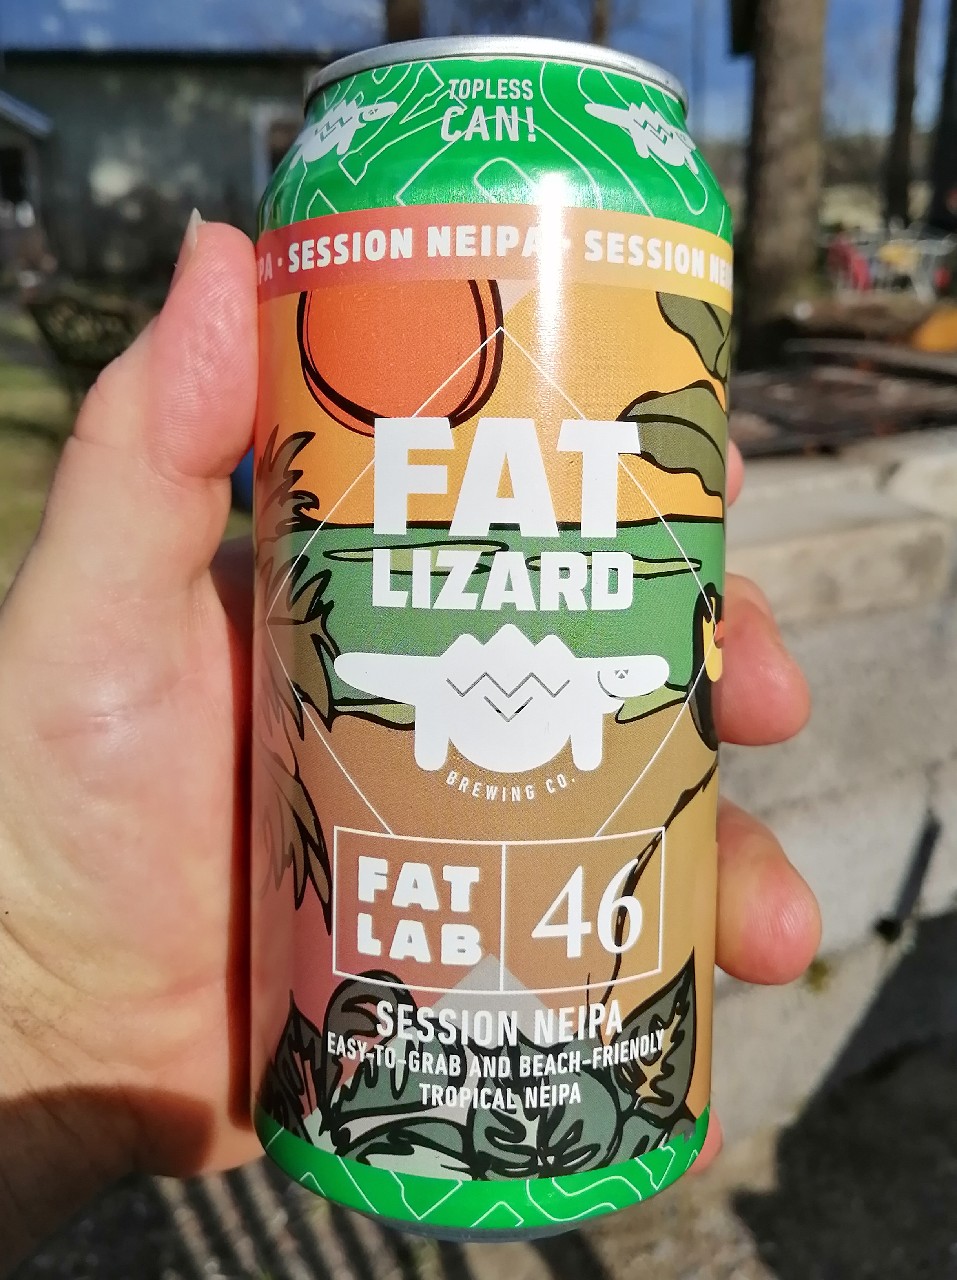 TOPLESS
CAN!
PA · SESSION NEIPA · SESSION NEI
FAT
LIZARD
BREWING CO.
FAT
LAB
46
SESSION NEIPA
EASY-TO-GRAB AND BEACH-FRIENDLY
TROPICAL NEIPA